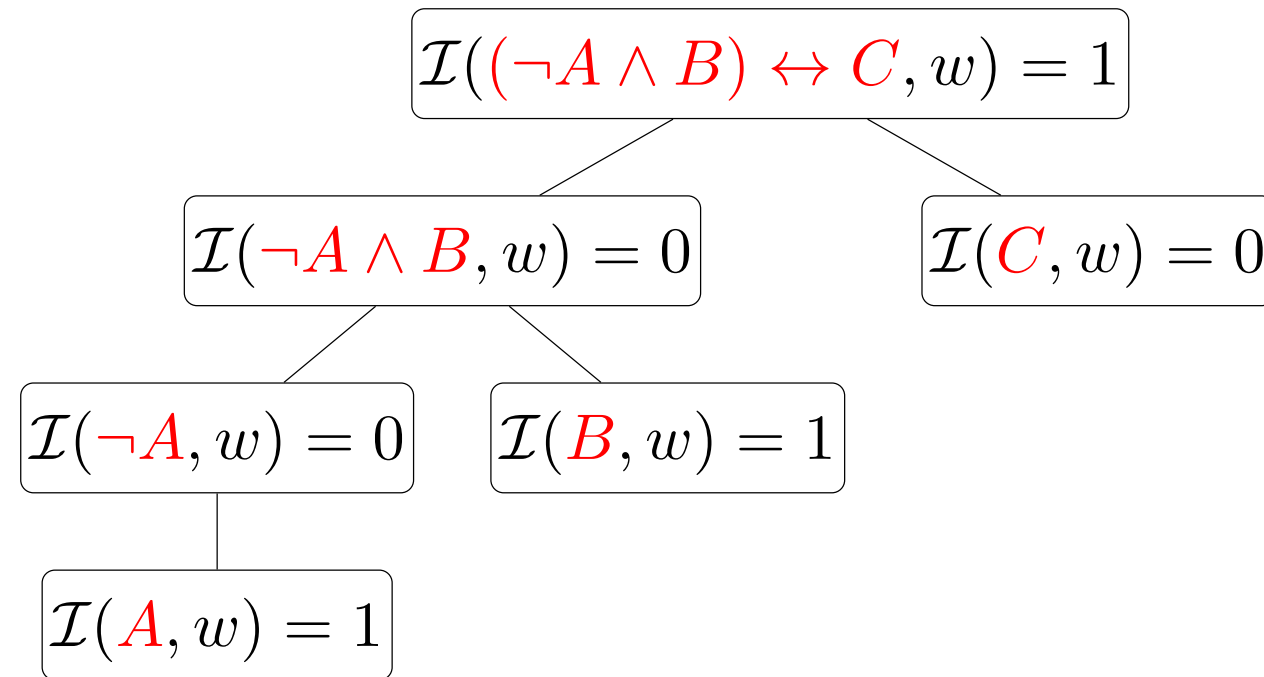 ℐ((¬A ∧ B) ↔ C, w) = 1
ℐ(¬A ∧ B, w) = 0
ℐ(C, w) = 0
ℐ(¬A, w) = 0
ℐ(B, w) = 1
ℐ(A, w) = 1